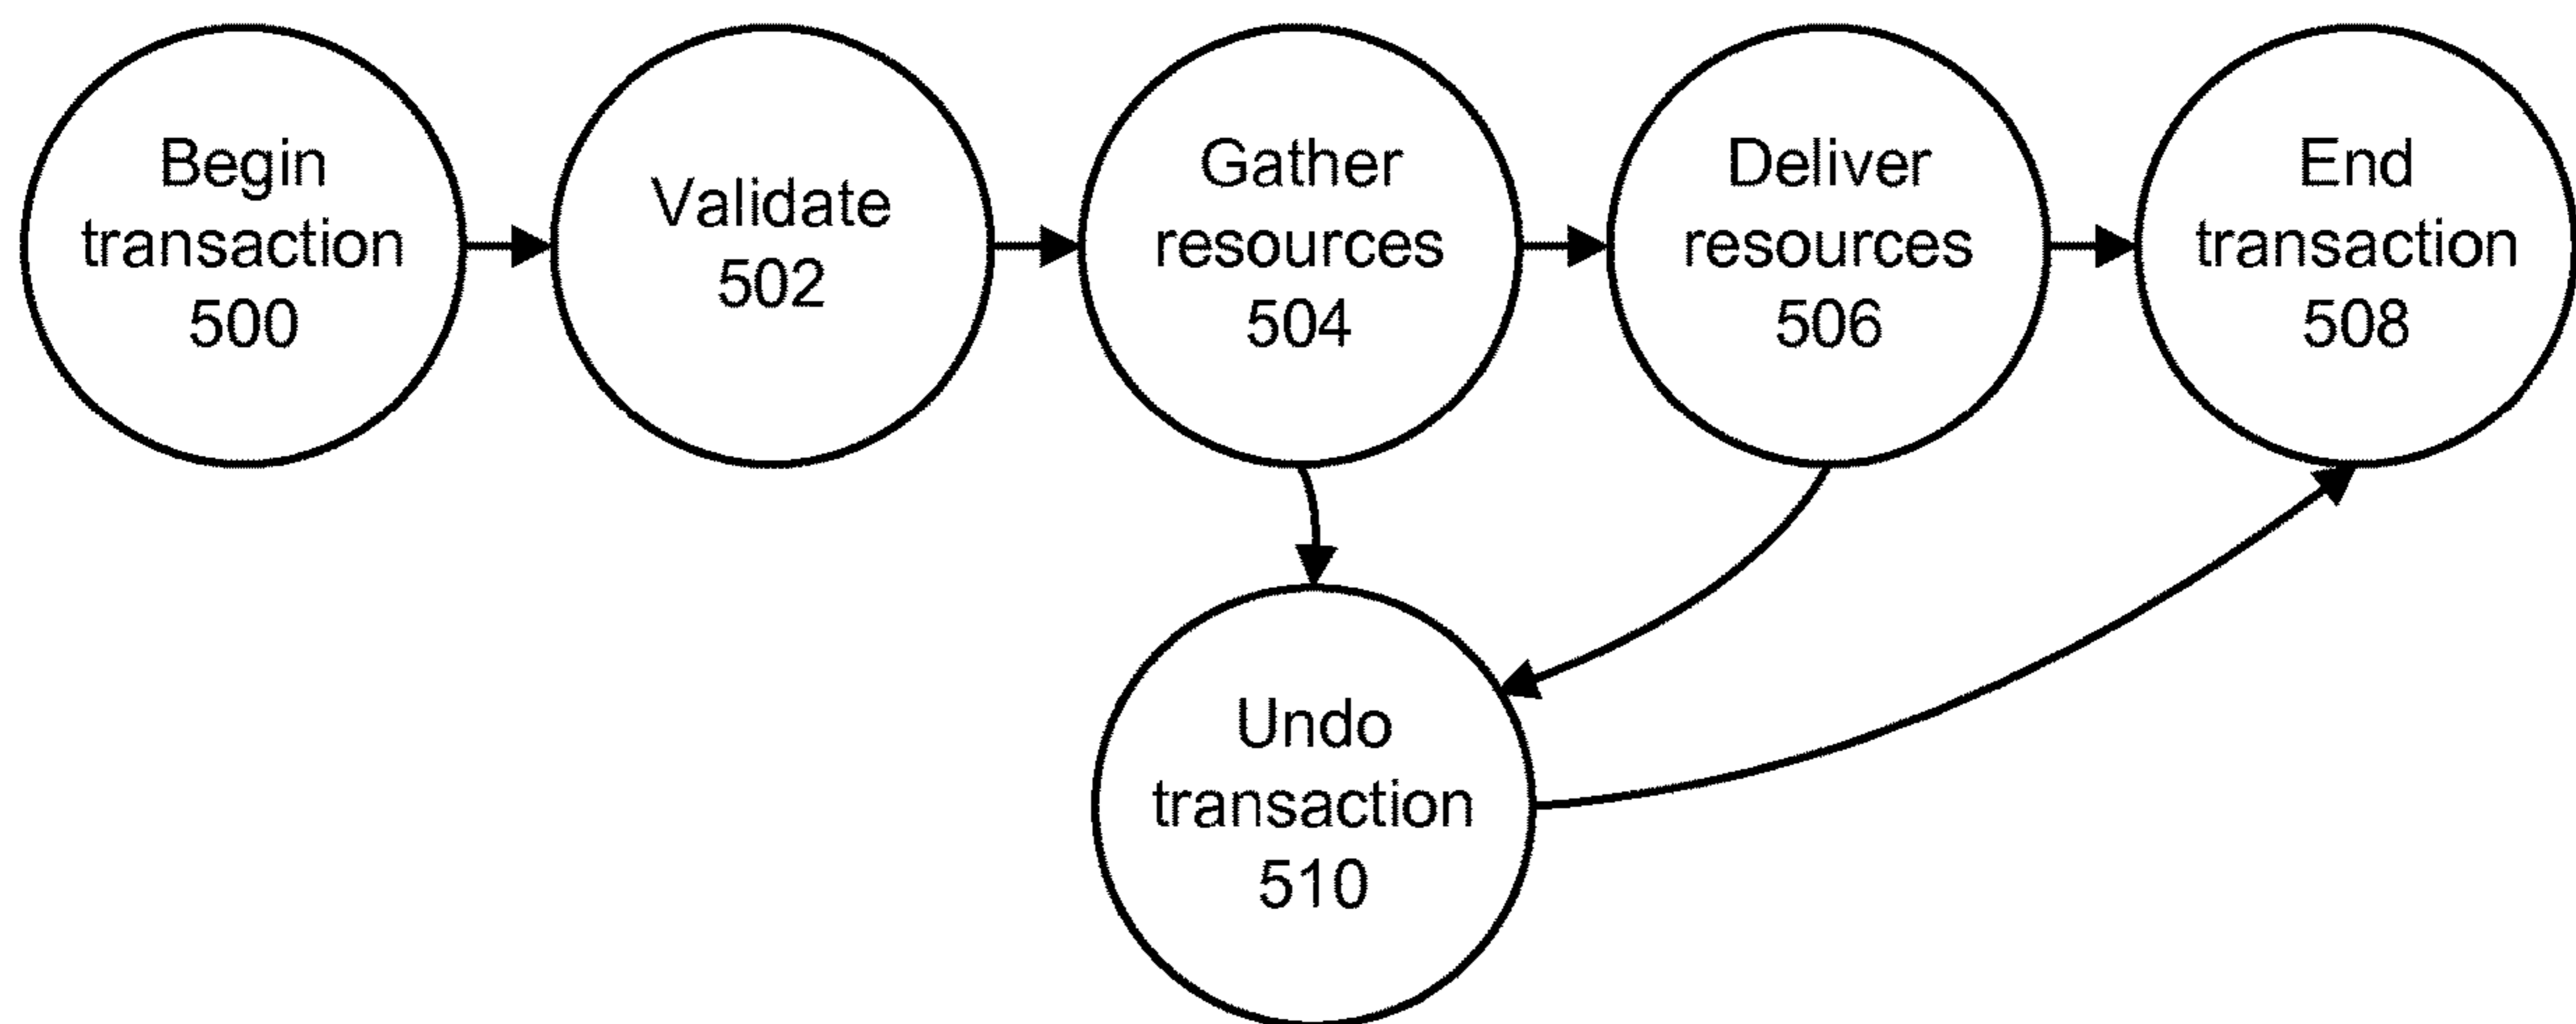 Begin
transaction
500
Validate
502
Gather
resources
504
Deliver
resources
506
End
transaction
508
Undo
transaction
510